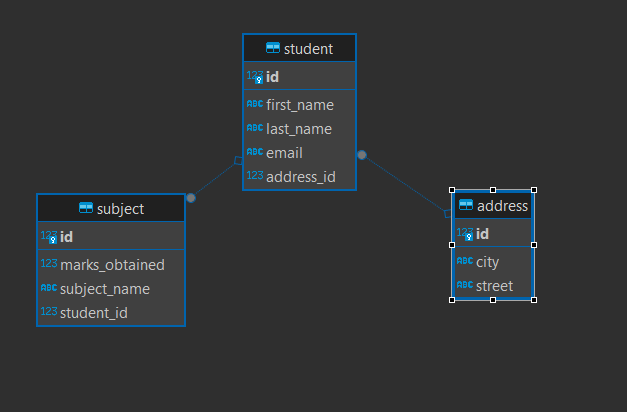 student
123 id
ABC first_name
ABC last_name
ABC email
123 address_id
subject
123 id
123 marks_obtained
ABC subject_name
123 student_id
address
123 id
ABC city
ABC street